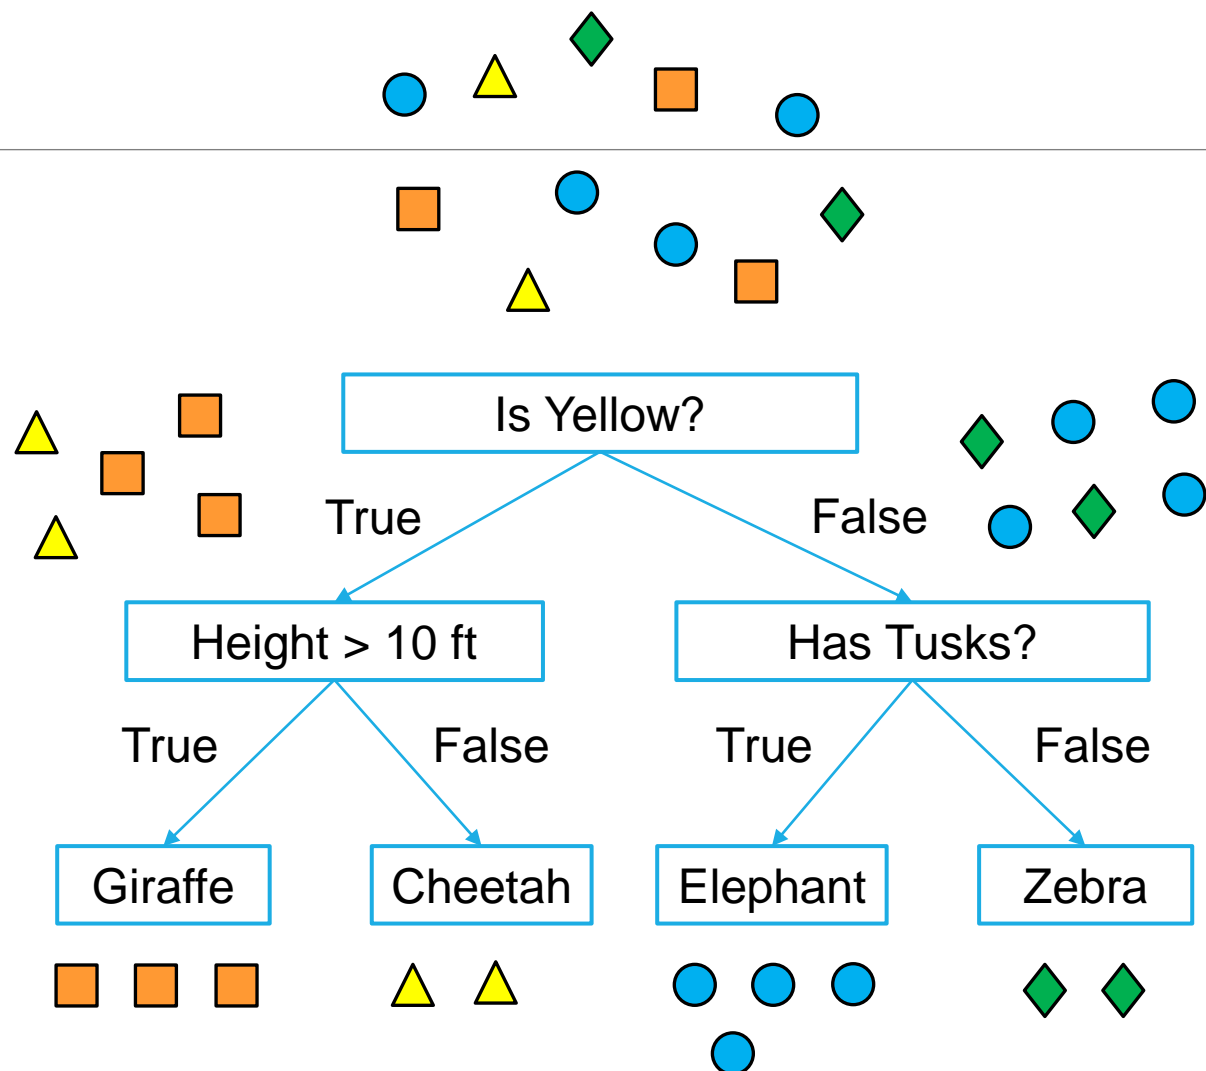 Is Yellow?
True
False
Height > 10 ft
Has Tusks?
True
False
True
False
Giraffe
Cheetah
Elephant
Zebra